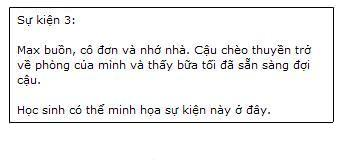 Sự kiện 3:
Max buồn, cô đơn và nhớ nhà. Cậu chèo thuyền trở
về phòng của mình và thấy bữa tối đã sẵn sàng đợi
cậu.
Học sinh có thể minh họa sự kiện này ở đây.